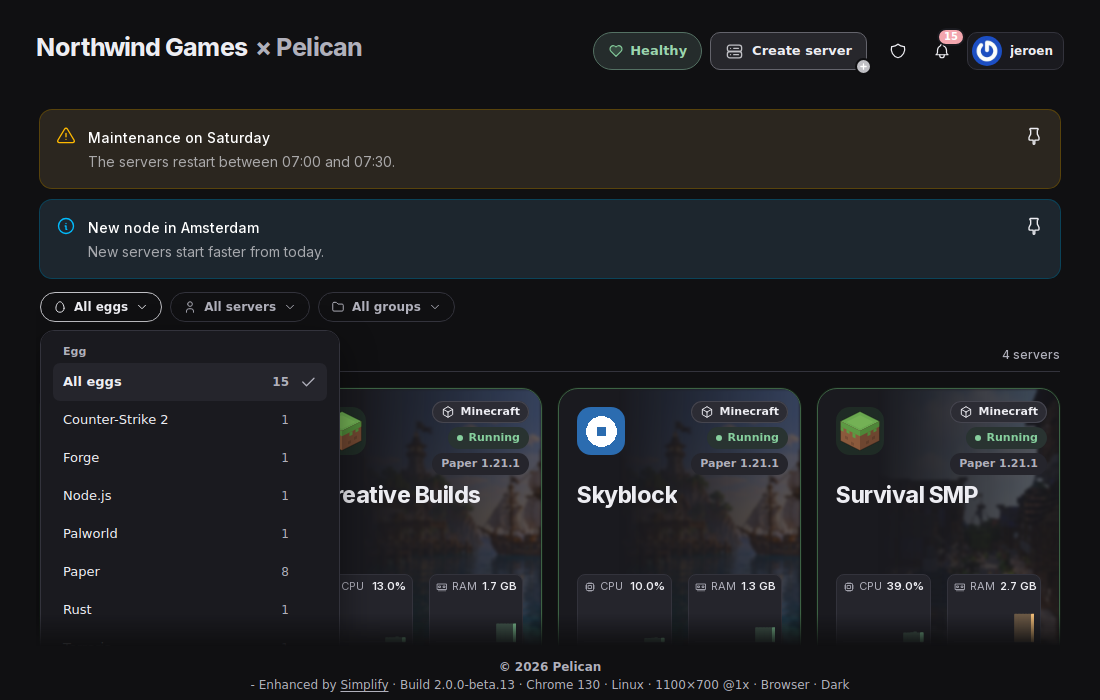 Northwind Games × Pelican
Healthy
Create server
15
jeroen
Maintenance on Saturday
The servers restart between 07:00 and 07:30.
New node in Amsterdam
New servers start faster from today.
All eggs
All servers
All groups
4 servers
Egg
All eggs 15
Counter-Strike 2 1
Forge 1
Node.js 1
Palworld 1
Paper 8
Rust 1
Minecraft
Running
Paper 1.21.1
reative Builds
CPU 13.0%
RAM 1.7 GB
Minecraft
Running
Paper 1.21.1
Skyblock
CPU 10.0%
RAM 1.3 GB
Minecraft
Running
Paper 1.21.1
Survival SMP
CPU 39.0%
RAM 2.7 GB
© 2026 Pelican
- Enhanced by Simplify · Build 2.0.0-beta.13 · Chrome 130 · Linux · 1100×700 @1x · Browser · Dark